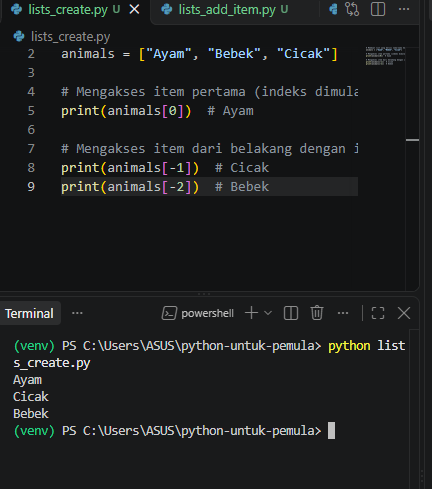 lists_create.py U
lists_add_item.py U
lists_create.py
2 animals = ["Ayam", "Bebek", "Cicak"]
3
4 # Mengakses item pertama (indeks dimula
5 print(animals[0])  # Ayam
6
7 # Mengakses item dari belakang dengan i
8 print(animals[-1])  # Cicak
9 print(animals[-2])  # Bebek
Terminal ··· powershell
(venv) PS C:\Users\ASUS\python-untuk-pemula> python list
s_create.py
Ayam
Cicak
Bebek
(venv) PS C:\Users\ASUS\python-untuk-pemula>